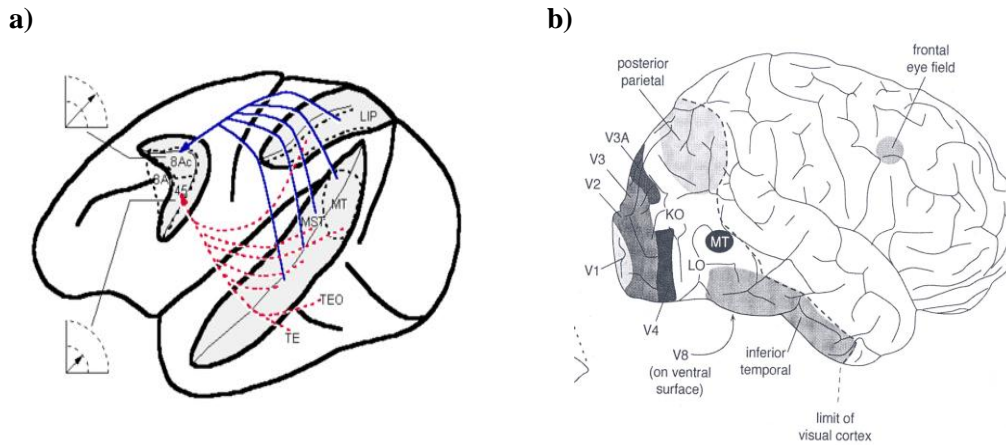 a)
8Ac
45
LIP
MT
MST
TEO
TE
b)
frontal
eye field
posterior
parietal
V3A
V3
V2
V1
KO
MT
LO
V4
V8
(on ventral
surface)
inferior
temporal
limit of
visual cortex